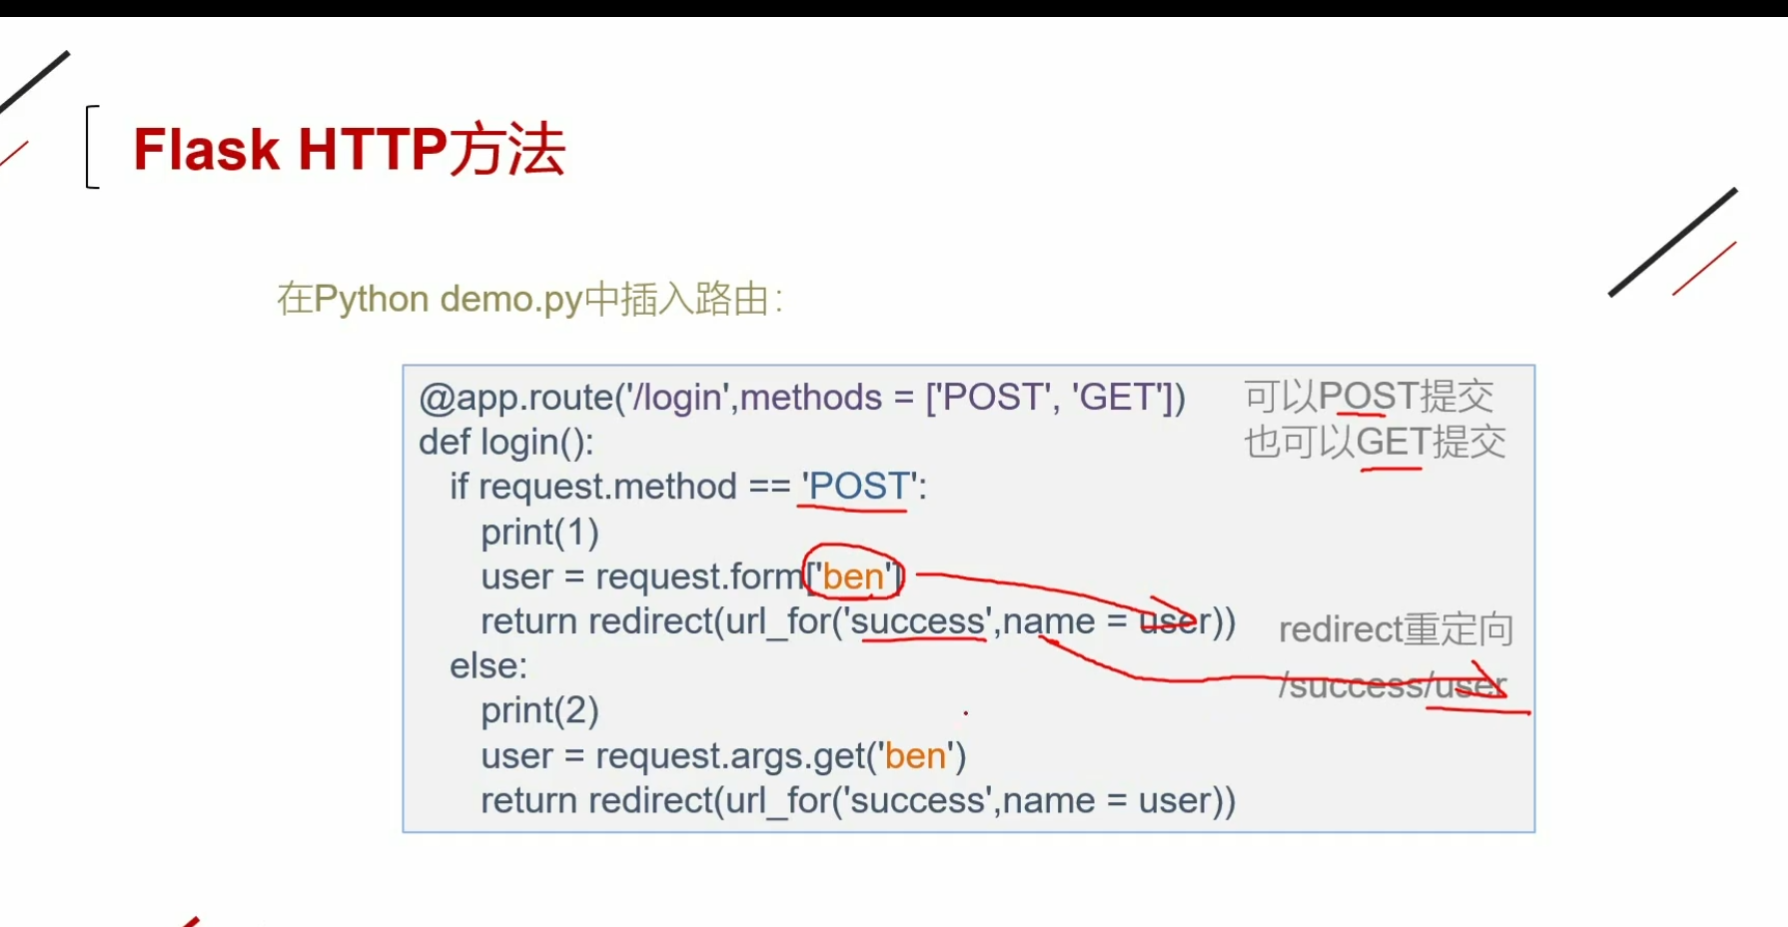 Flask HTTP方法
在Python demo.py中插入路由：
@app.route('/login',methods = ['POST', 'GET']) 可以POST提交
def login(): 也可以GET提交
if request.method == 'POST':
print(1)
user = request.form['ben']
return redirect(url_for('success',name = user)) redirect重定向
else: /success/user
print(2)
user = request.args.get('ben')
return redirect(url_for('success',name = user))